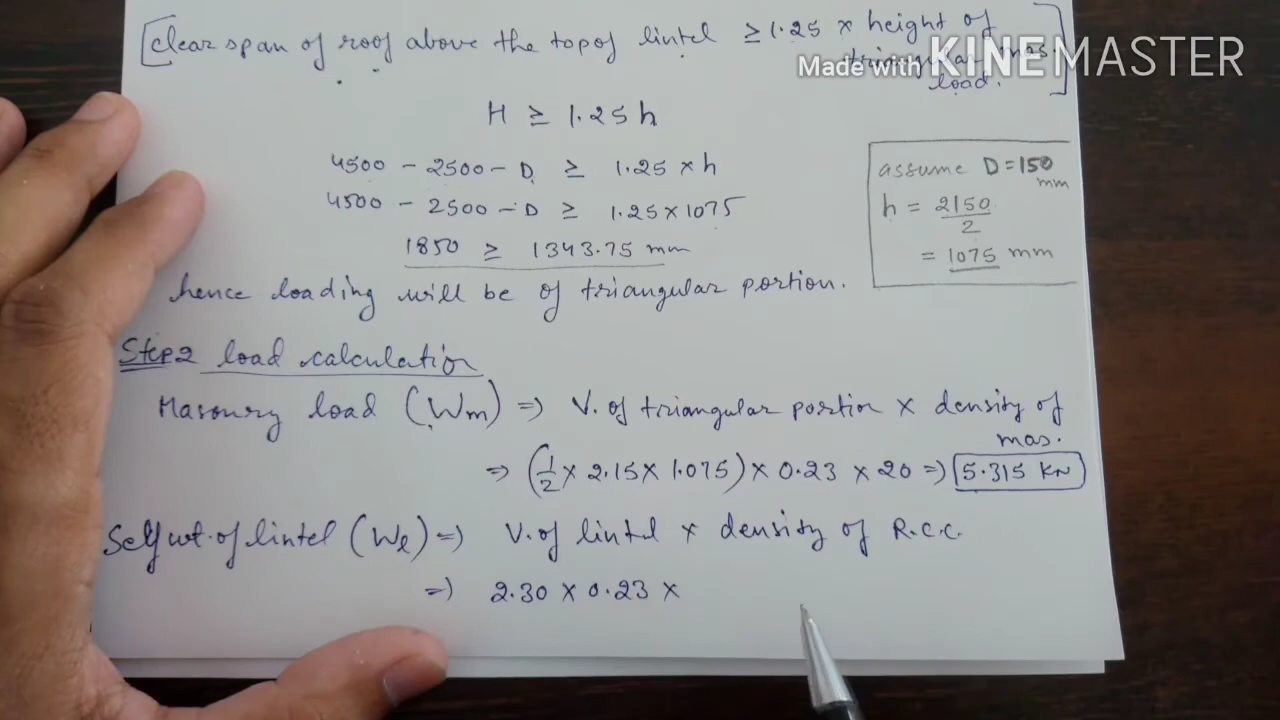 [clear span of roof above the top of lintel ≥ 1.25 × height of
triangular mas.
load.]
Made with KINEMASTER
H ≥ 1.25h
4500 - 2500 - D ≥ 1.25 × h
4500 - 2500 - D ≥ 1.25 × 1075
1850 ≥ 1343.75 mm
assume D = 150
mm
h = 2150
2
= 1075 mm
hence loading will be of triangular portion.
Step 2 load calculation
Masonry load (Wm) ⇒ V. of triangular portion × density of
mas.
⇒ (1/2 × 2.15 × 1.075) × 0.23 × 20 ⇒ 5.315 KN
Self wt. of lintel (Wl) ⇒ V. of lintel × density of R.C.C.
⇒ 2.30 × 0.23 ×